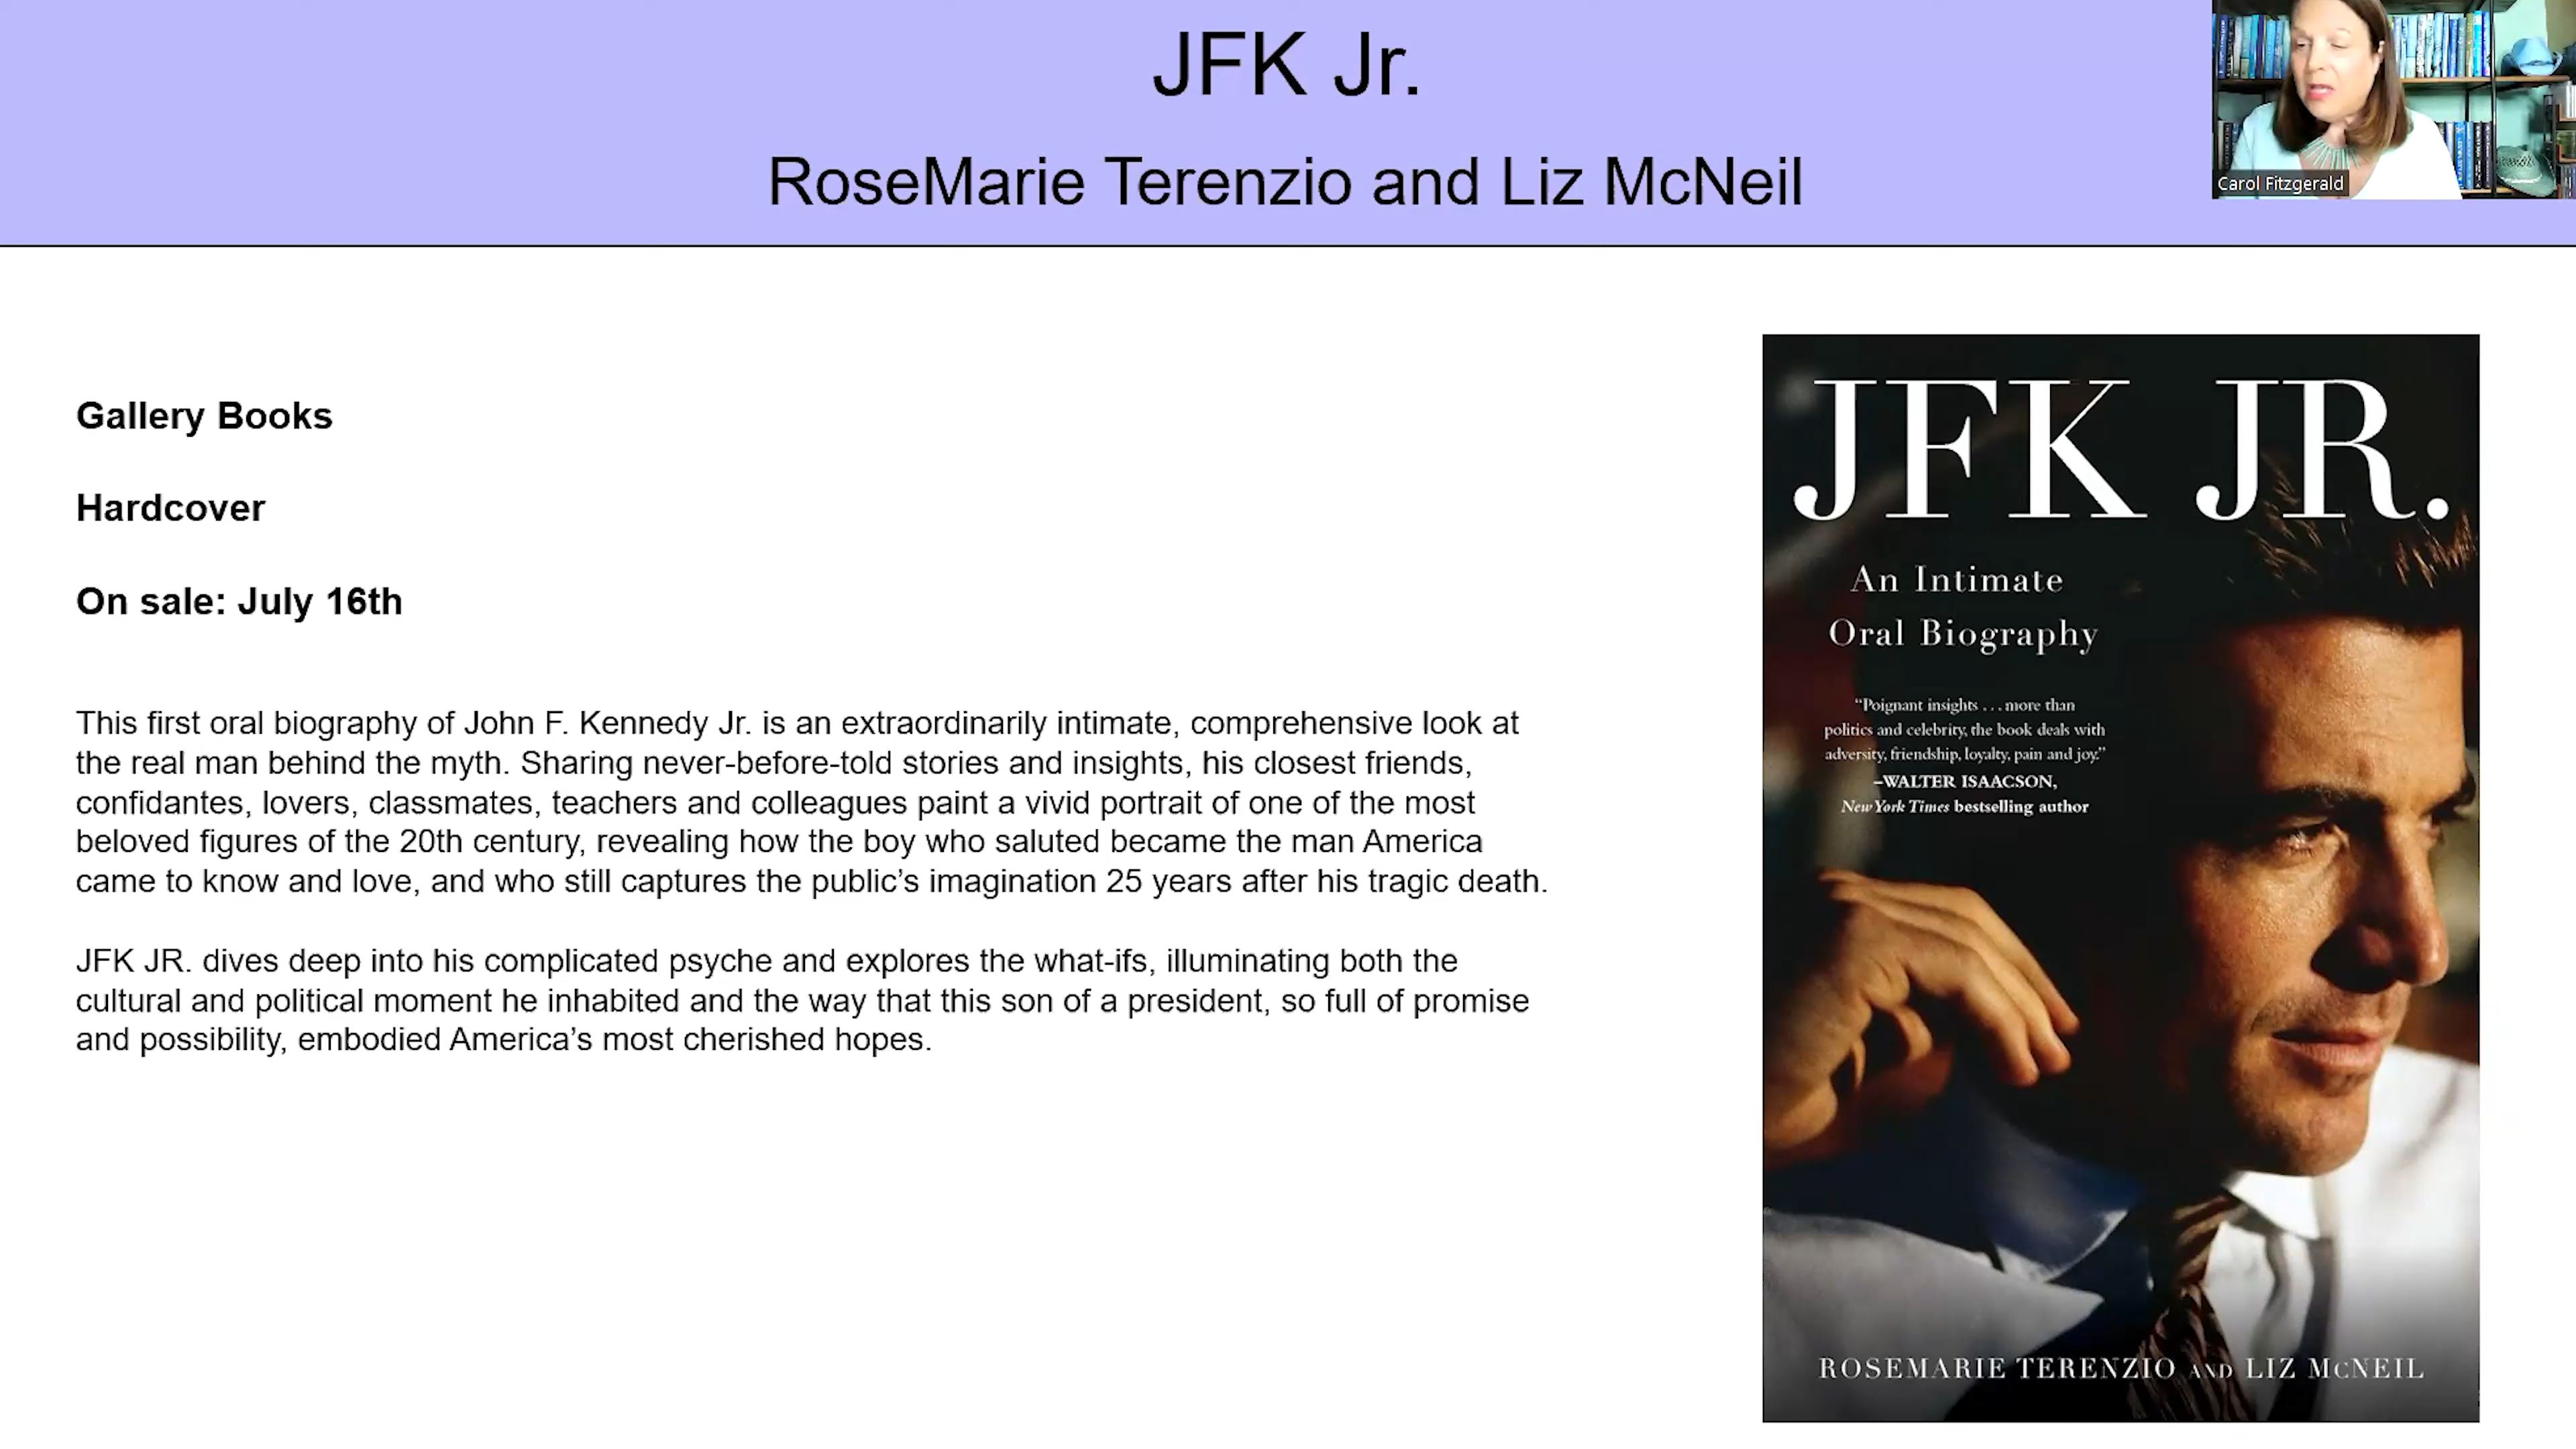 JFK Jr.
RoseMarie Terenzio and Liz McNeil
Carol Fitzgerald
Gallery Books
Hardcover
On sale: July 16th
This first oral biography of John F. Kennedy Jr. is an extraordinarily intimate, comprehensive look at
the real man behind the myth. Sharing never-before-told stories and insights, his closest friends,
confidantes, lovers, classmates, teachers and colleagues paint a vivid portrait of one of the most
beloved figures of the 20th century, revealing how the boy who saluted became the man America
came to know and love, and who still captures the public’s imagination 25 years after his tragic death.
JFK JR. dives deep into his complicated psyche and explores the what-ifs, illuminating both the
cultural and political moment he inhabited and the way that this son of a president, so full of promise
and possibility, embodied America’s most cherished hopes.
JFK JR.
An Intimate
Oral Biography
“Poignant insights . . . more than
politics and celebrity, the book deals with
adversity, friendship, loyalty, pain and joy.”
–WALTER ISAACSON,
New York Times bestselling author
ROSEMARIE TERENZIO AND LIZ MCNEIL